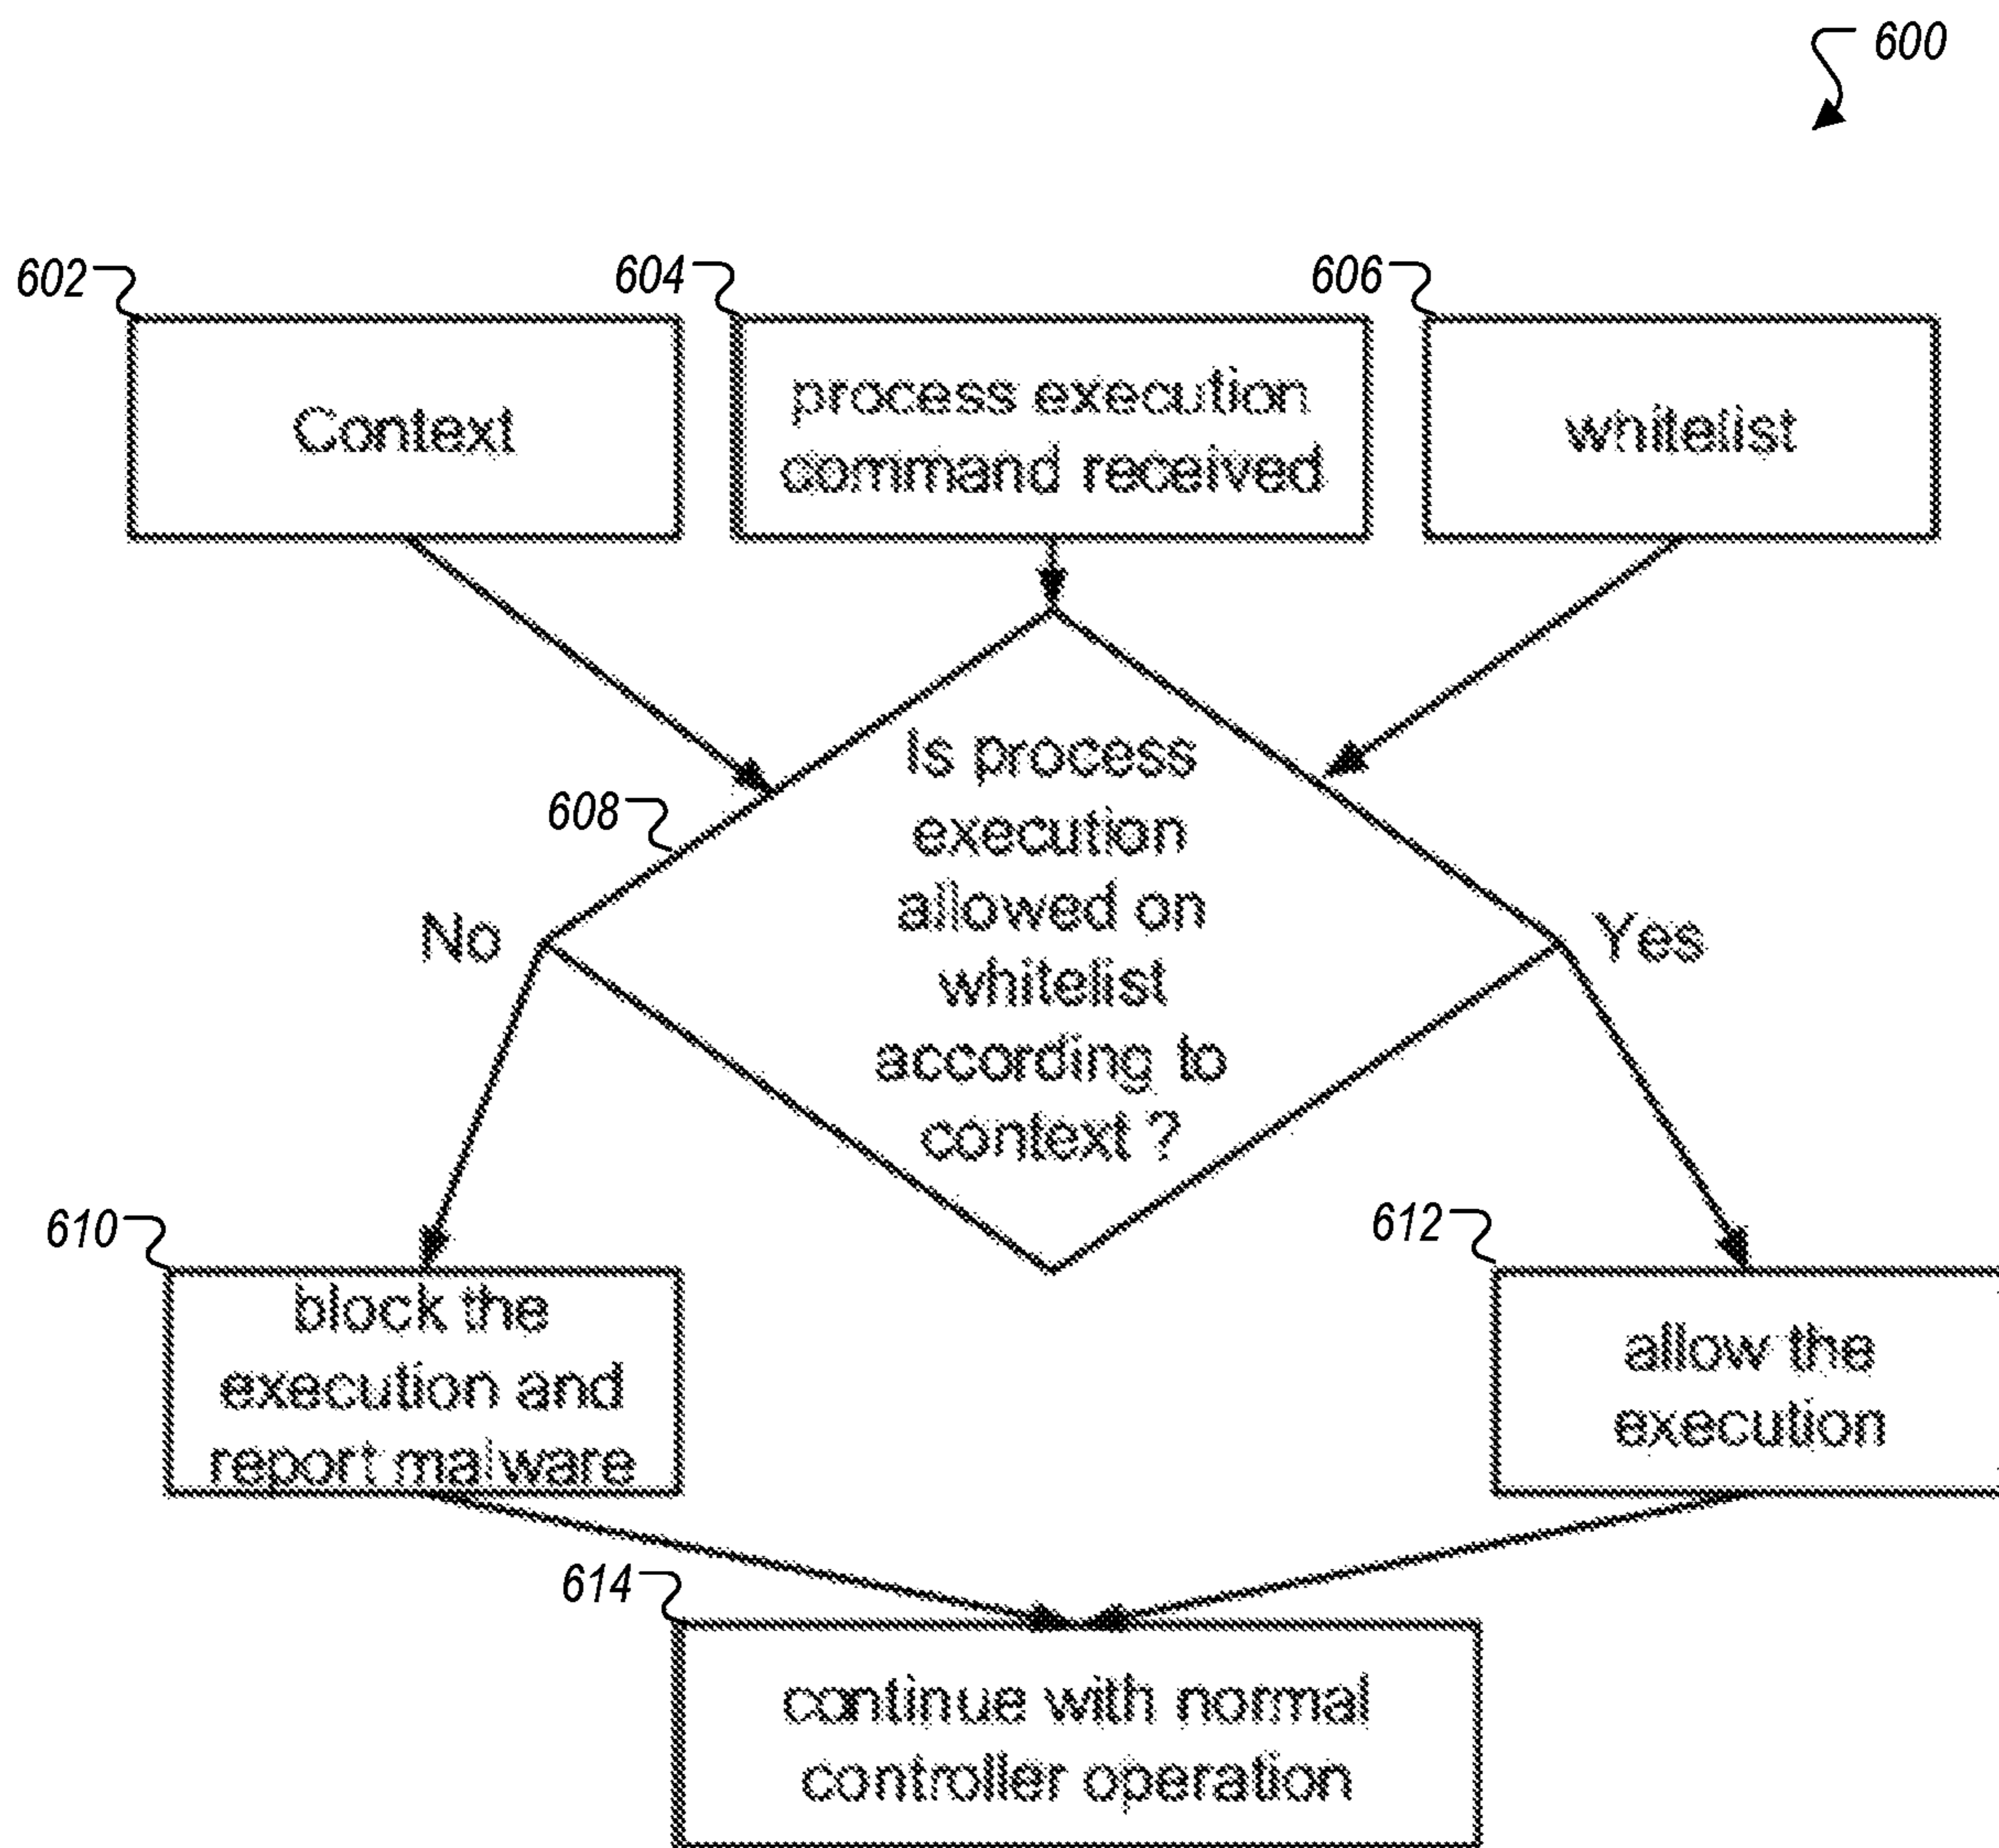 600
602
604
606
Context
process execution
command received
whitelist
608
Is process
execution
allowed on
whitelist
according to
context ?
No
Yes
610
612
block the
execution and
report malware
allow the
execution
614
continue with normal
controller operation